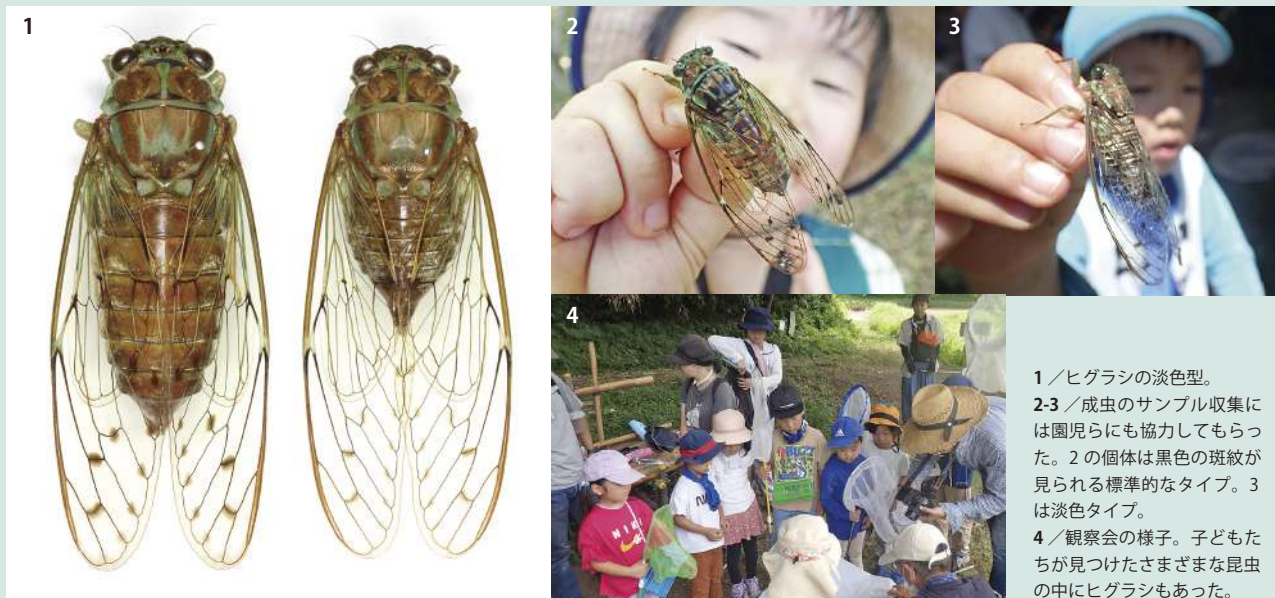 1
2
3
4
1 ／ヒグラシの淡色型。
2-3 ／成虫のサンプル収集に
は園児らにも協力してもらっ
た。2 の個体は黒色の斑紋が
見られる標準的なタイプ。3
は淡色タイプ。
4 ／観察会の様子。子どもた
ちが見つけたさまざまな昆虫
の中にヒグラシもあった。